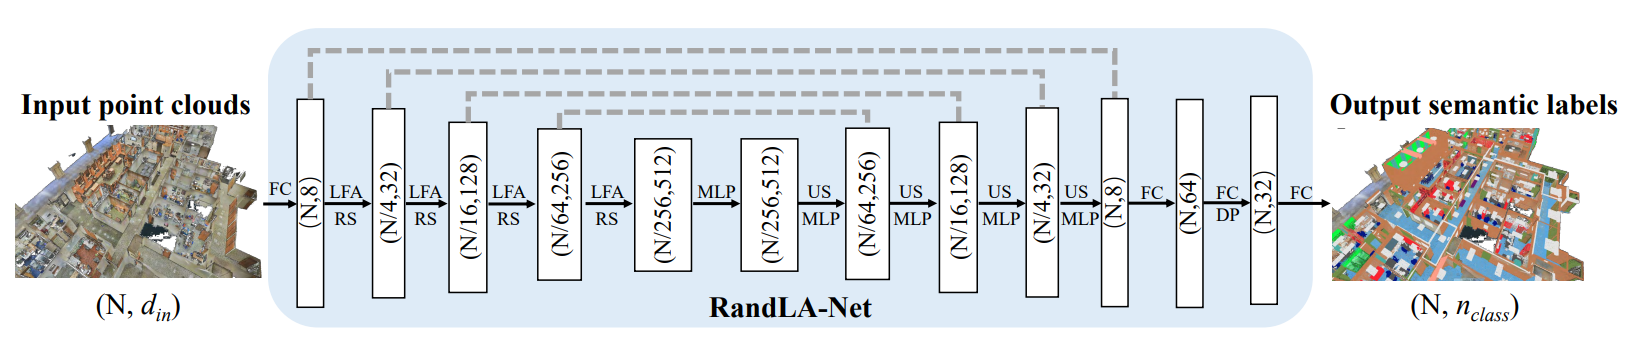 Input point clouds
(N, d_in)
FC
(N,8)
LFA
RS
(N/4,32)
LFA
RS
(N/16,128)
LFA
RS
(N/64,256)
LFA
RS
(N/256,512)
MLP
(N/256,512)
US
MLP
(N/64,256)
US
MLP
(N/16,128)
US
MLP
(N/4,32)
US
MLP
(N,8)
FC
(N,64)
FC
DP
(N,32)
FC
RandLA-Net
Output semantic labels
(N, n_class)